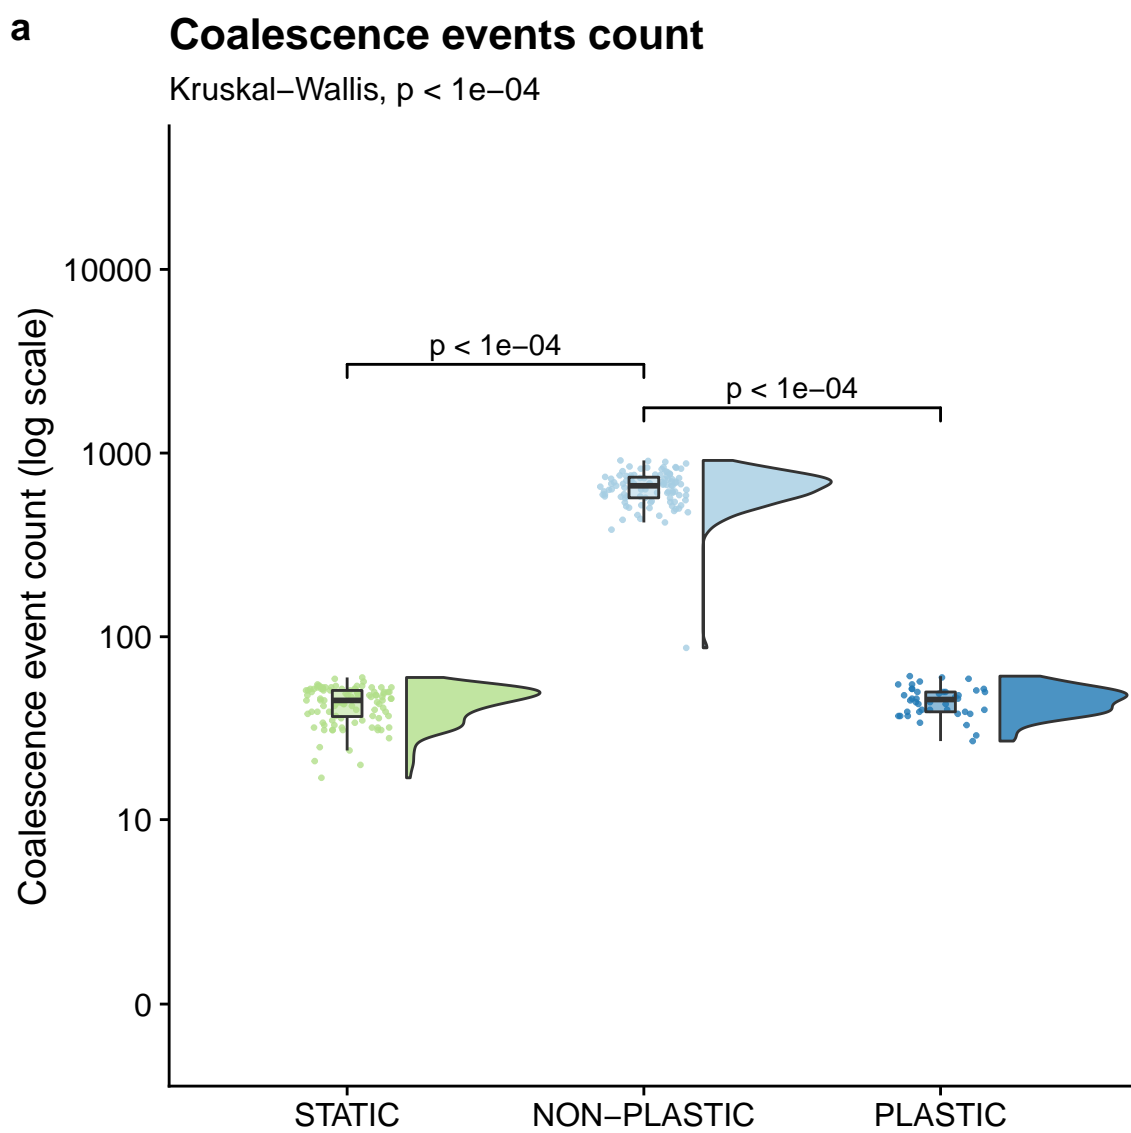 a
Coalescence events count
Kruskal−Wallis, p < 1e−04
Coalescence event count (log scale)
10000
1000
100
10
0
p < 1e−04
p < 1e−04
STATIC
NON−PLASTIC
PLASTIC